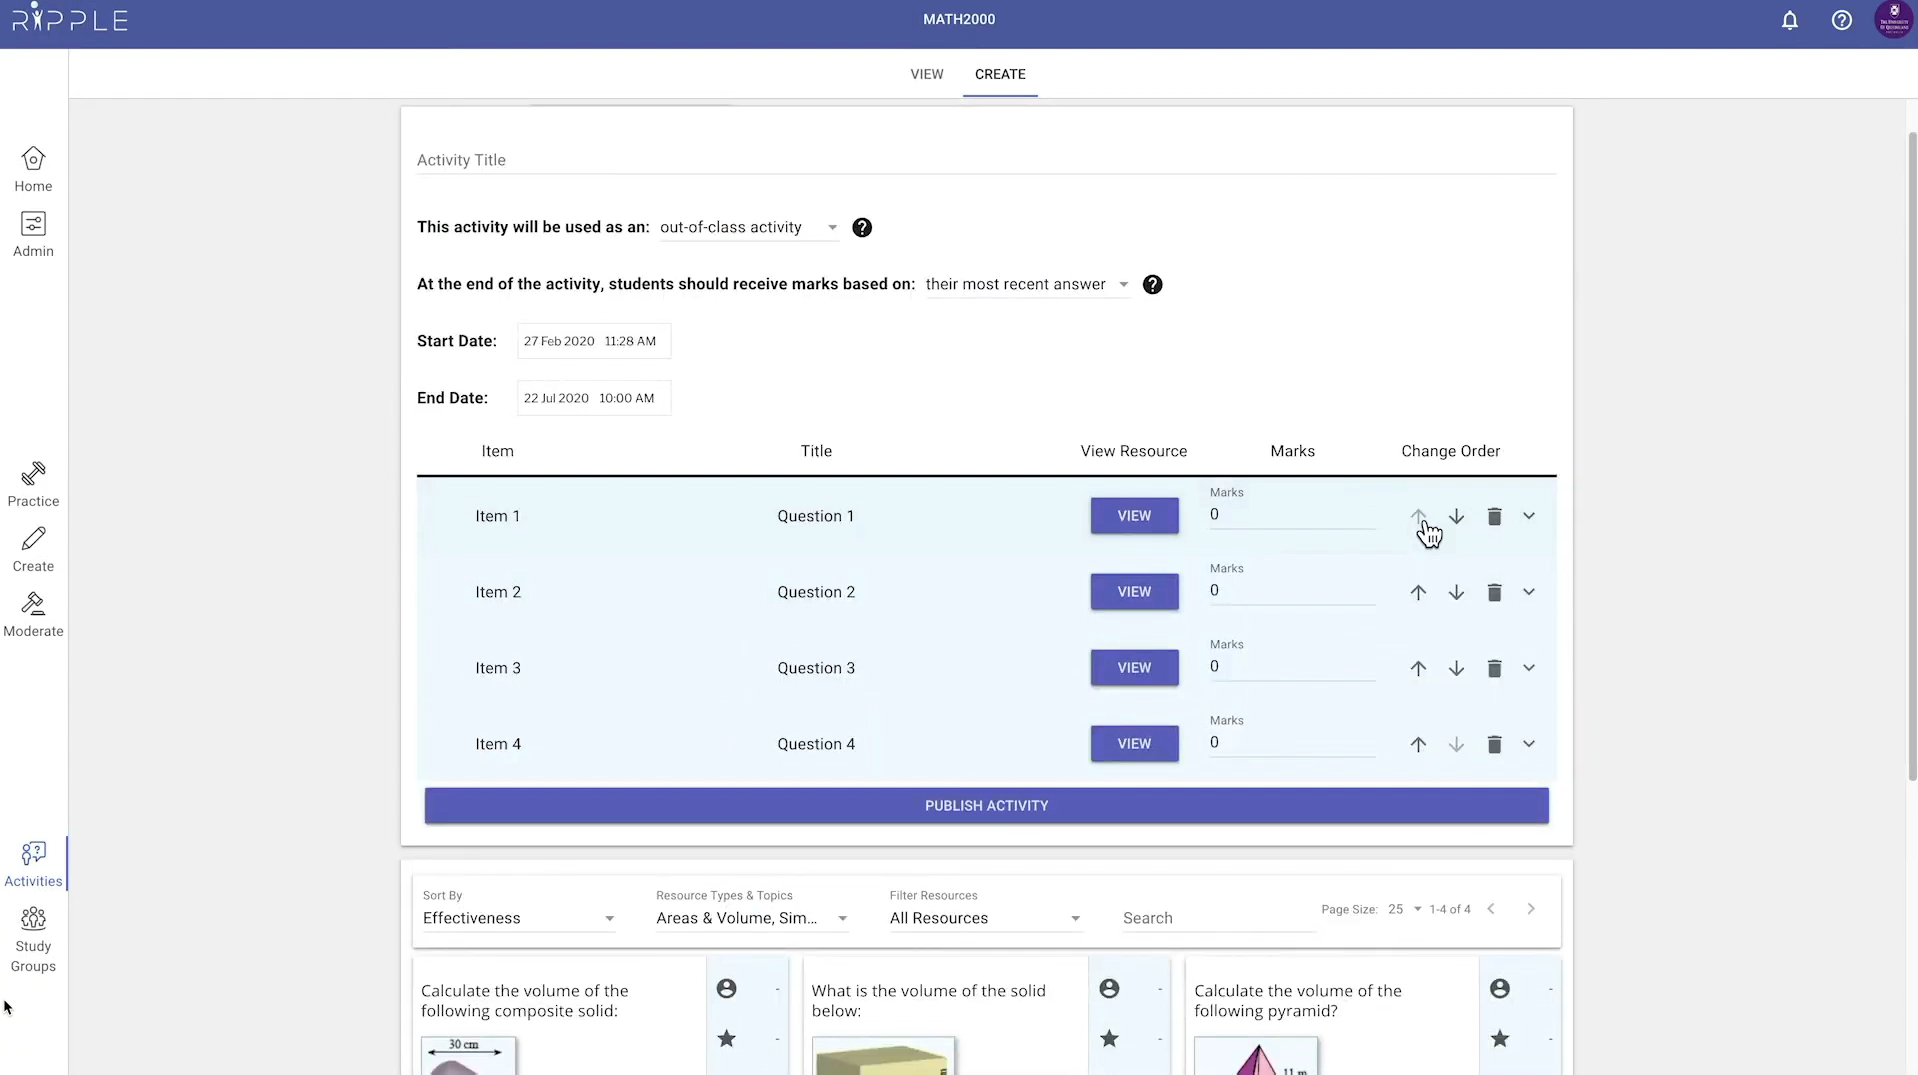 RIPPLE
MATH2000
VIEW CREATE
Activity Title
This activity will be used as an: out-of-class activity
At the end of the activity, students should receive marks based on: their most recent answer
Start Date: 27 Feb 2020 11:28 AM
End Date: 22 Jul 2020 10:00 AM
Item Title View Resource Marks Change Order
Item 1 Question 1 VIEW Marks 0
Item 2 Question 2 VIEW Marks 0
Item 3 Question 3 VIEW Marks 0
Item 4 Question 4 VIEW Marks 0
PUBLISH ACTIVITY
Home
Admin
Practice
Create
Moderate
Activities
Study
Groups
Sort By Resource Types & Topics Filter Resources
Effectiveness Areas & Volume, Sim... All Resources Search Page Size: 25 1-4 of 4
Calculate the volume of the
following composite solid:
30 cm
What is the volume of the solid
below:
Calculate the volume of the
following pyramid?
11 m